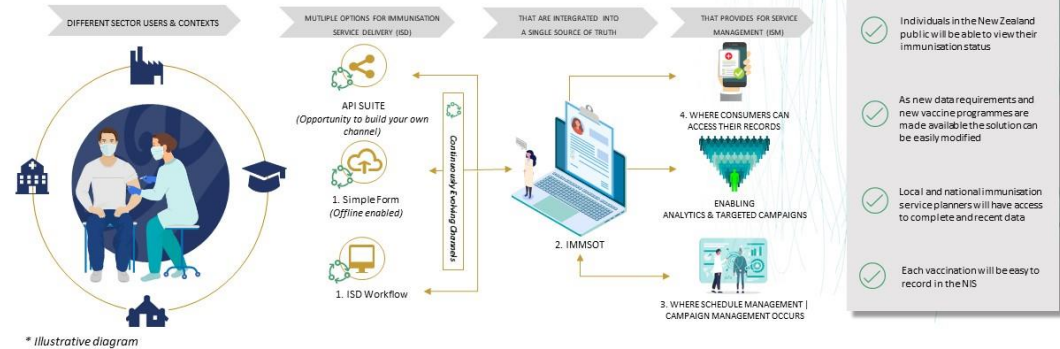 DIFFERENT SECTOR USERS & CONTEXTS
MUTLIPLE OPTIONS FOR IMMUNISATION
SERVICE DELIVERY (ISD)
THAT ARE INTERGRATED INTO
A SINGLE SOURCE OF TRUTH
THAT PROVIDES FOR SERVICE
MANAGEMENT (ISM)
API SUITE
(Opportunity to build your own
channel)
1. Simple Form
(Offline enabled)
1. ISD Workflow
Continuously Evolving Channels
2. IMMSOT
4. WHERE CONSUMERS CAN
ACCESS THEIR RECORDS
ENABLING
ANALYTICS & TARGETED CAMPAIGNS
3. WHERE SCHEDULE MANAGEMENT |
CAMPAIGN MANAGEMENT OCCURS
Individuals in the New Zealand
public will be able to view their
immunisation status
As new data requirements and
new vaccine programmes are
made available the solution can
be easily modified
Local and national immunisation
service planners will have access
to complete and recent data
Each vaccination will be easy to
record in the NIS
* Illustrative diagram